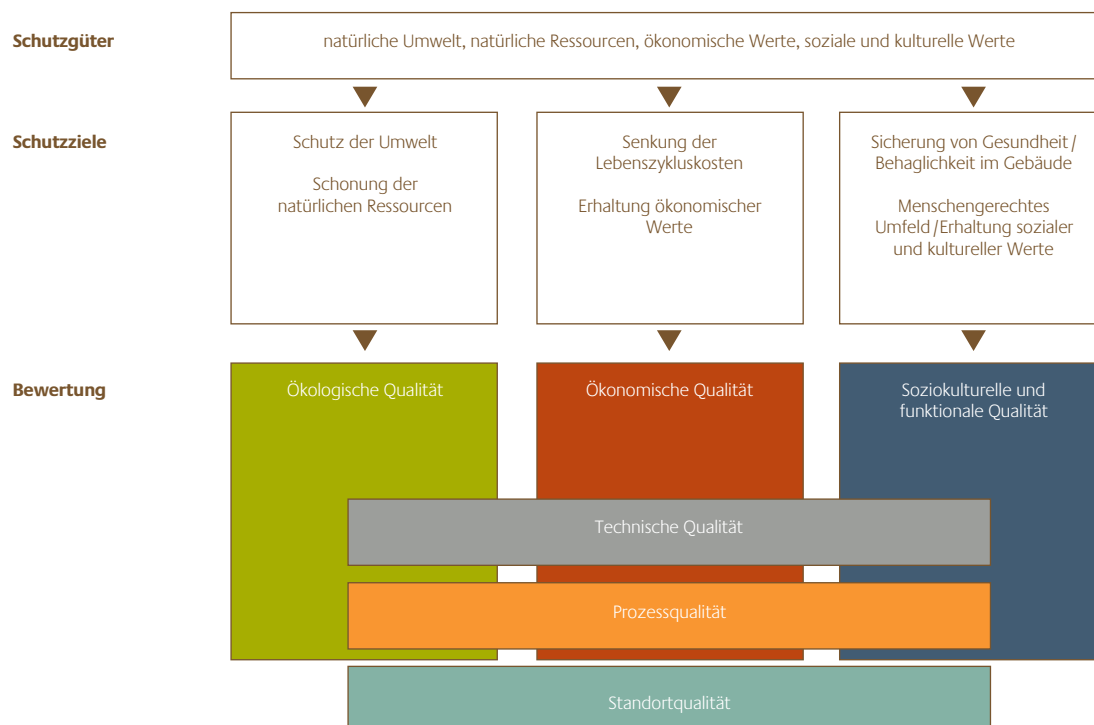 Schutzgüter
natürliche Umwelt, natürliche Ressourcen, ökonomische Werte, soziale und kulturelle Werte
Schutzziele
Schutz der Umwelt
Schonung der
natürlichen Ressourcen
Senkung der
Lebenszykluskosten
Erhaltung ökonomischer
Werte
Sicherung von Gesundheit/
Behaglichkeit im Gebäude
Menschengerechtes
Umfeld/Erhaltung sozialer
und kultureller Werte
Bewertung
Ökologische Qualität
Ökonomische Qualität
Soziokulturelle und
funktionale Qualität
Technische Qualität
Prozessqualität
Standortqualität